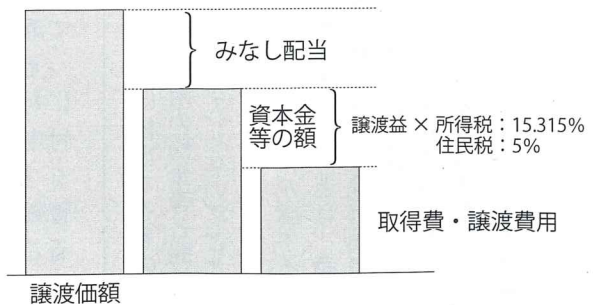 みなし配当
資本金
等の額
譲渡益 × 所得税：15.315%
住民税：5%
取得費・譲渡費用
譲渡価額